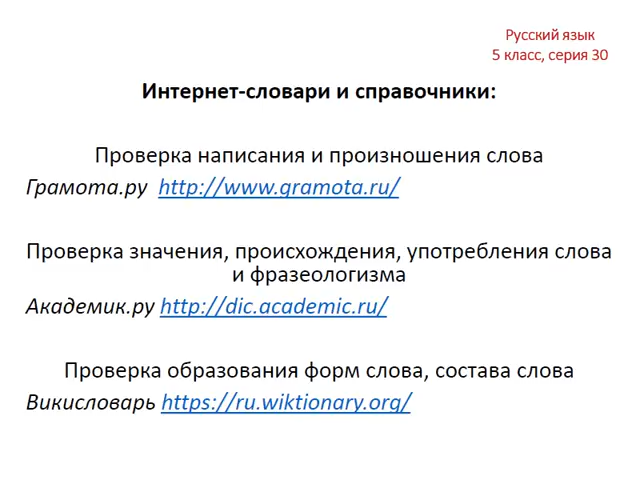 Русский язык
5 класс, серия 30
Интернет-словари и справочники:
Проверка написания и произношения слова
Грамота.ру http://www.gramota.ru/
Проверка значения, происхождения, употребления слова
и фразеологизма
Академик.ру http://dic.academic.ru/
Проверка образования форм слова, состава слова
Викисловарь https://ru.wiktionary.org/